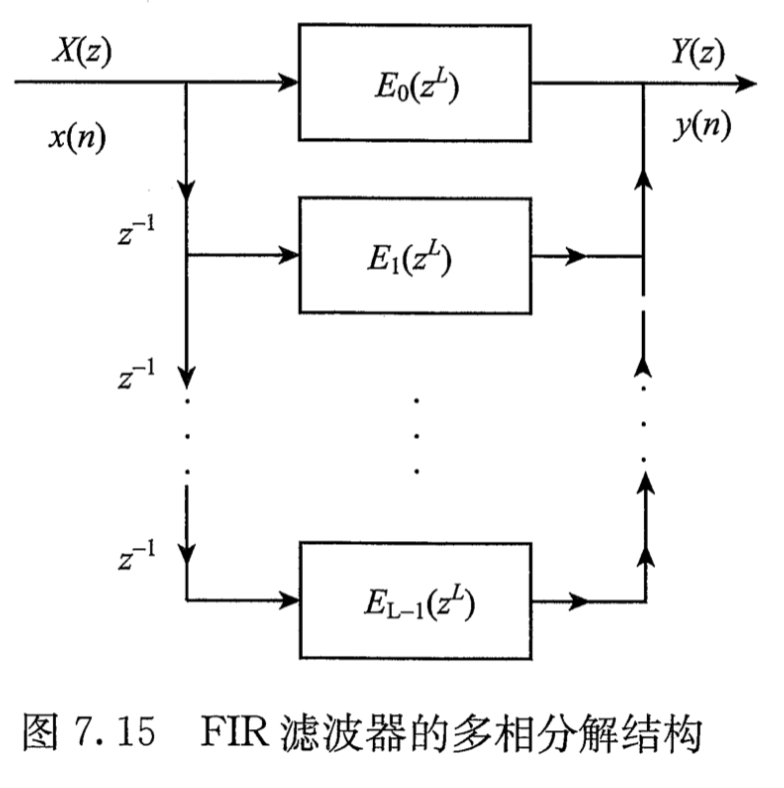 X(z)
x(n)
E₀(z^L)
Y(z)
y(n)
z⁻¹
E₁(z^L)
z⁻¹
z⁻¹
E_{L–1}(z^L)
图 7.15 FIR 滤波器的多相分解结构